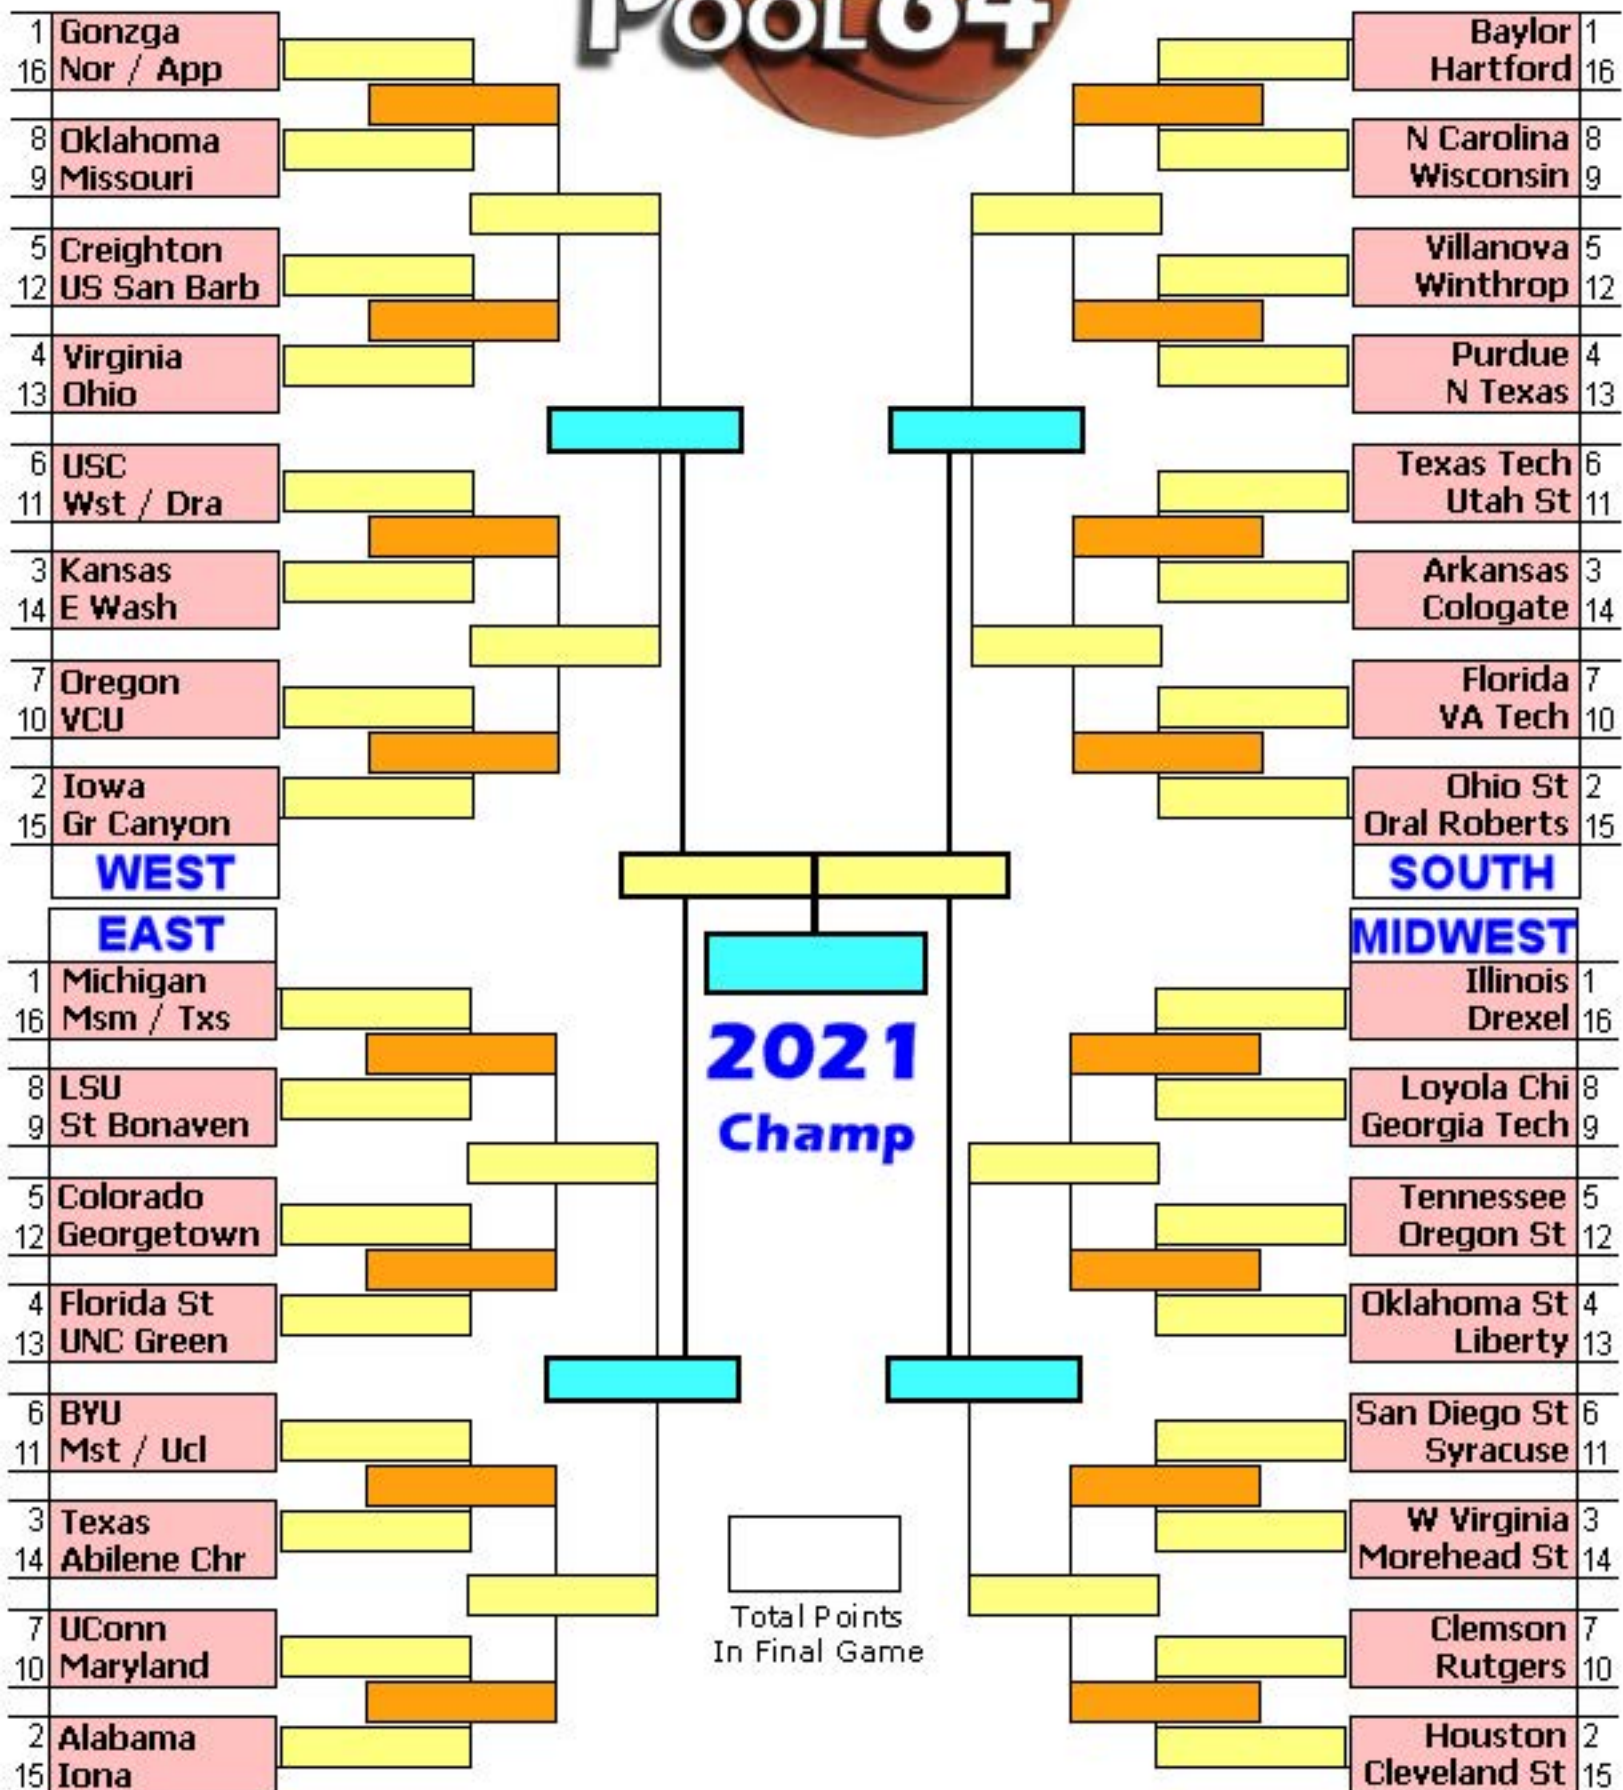 POOL 64
1 Gonzga
16 Nor / App
8 Oklahoma
9 Missouri
5 Creighton
12 US San Barb
4 Virginia
13 Ohio
6 USC
11 Wst / Dra
3 Kansas
14 E Wash
7 Oregon
10 VCU
2 Iowa
15 Gr Canyon
WEST
EAST
1 Michigan
16 Msm / Txs
8 LSU
9 St Bonaven
5 Colorado
12 Georgetown
4 Florida St
13 UNC Green
6 BYU
11 Mst / Ucl
3 Texas
14 Abilene Chr
7 UConn
10 Maryland
2 Alabama
15 Iona
2021
Champ
Total Points
In Final Game
Baylor 1
Hartford 16
N Carolina 8
Wisconsin 9
Villanova 5
Winthrop 12
Purdue 4
N Texas 13
Texas Tech 6
Utah St 11
Arkansas 3
Cologate 14
Florida 7
VA Tech 10
Ohio St 2
Oral Roberts 15
SOUTH
MIDWEST
Illinois 1
Drexel 16
Loyola Chi 8
Georgia Tech 9
Tennessee 5
Oregon St 12
Oklahoma St 4
Liberty 13
San Diego St 6
Syracuse 11
W Virginia 3
Morehead St 14
Clemson 7
Rutgers 10
Houston 2
Cleveland St 15